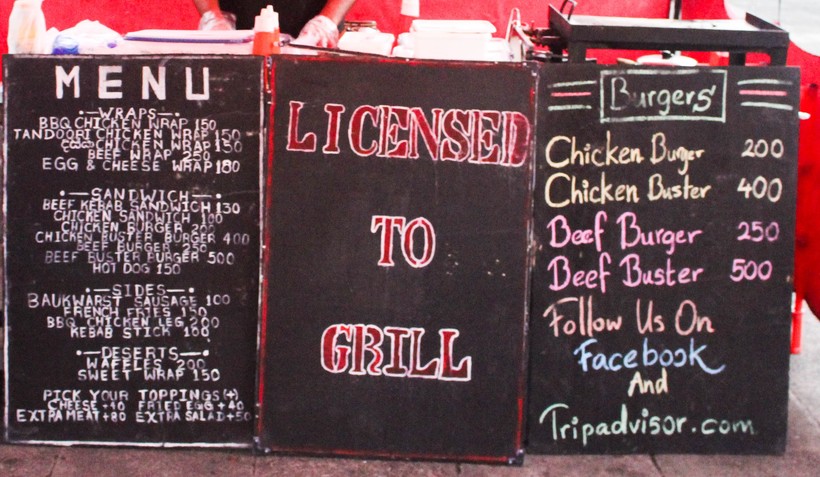 MENU
•—WRAPS—•
BBQ CHICKEN WRAP 150
TANDOORI CHICKEN WRAP 150
CHICKEN WRAP 150
BEEF WRAP 250
EGG & CHEESE WRAP 180
•—SANDWICH—•
BEEF KEBAB SANDWICH 130
CHICKEN SANDWICH 100
CHICKEN BURGER 200
CHICKEN BUSTER BURGER 400
BEEF BURGER 250
BEEF BUSTER BURGER 500
HOT DOG 150
•—SIDES—•
BAUKWARST SAUSAGE 100
FRENCH FRIES 150
BBQ CHICKEN LEG 200
KEBAB STICK 100
•—DESERTS—•
WAFFELES 200
SWEET WRAP 150
PICK YOUR TOPPINGS (+)
CHEESE +40 FRIED EGG +40
EXTRA MEAT +80 EXTRA SALAD +50
LICENSED
TO
GRILL
Burgers'
Chicken Burger 200
Chicken Buster 400
Beef Burger 250
Beef Buster 500
Follow Us On
Facebook
And
Tripadvisor.com